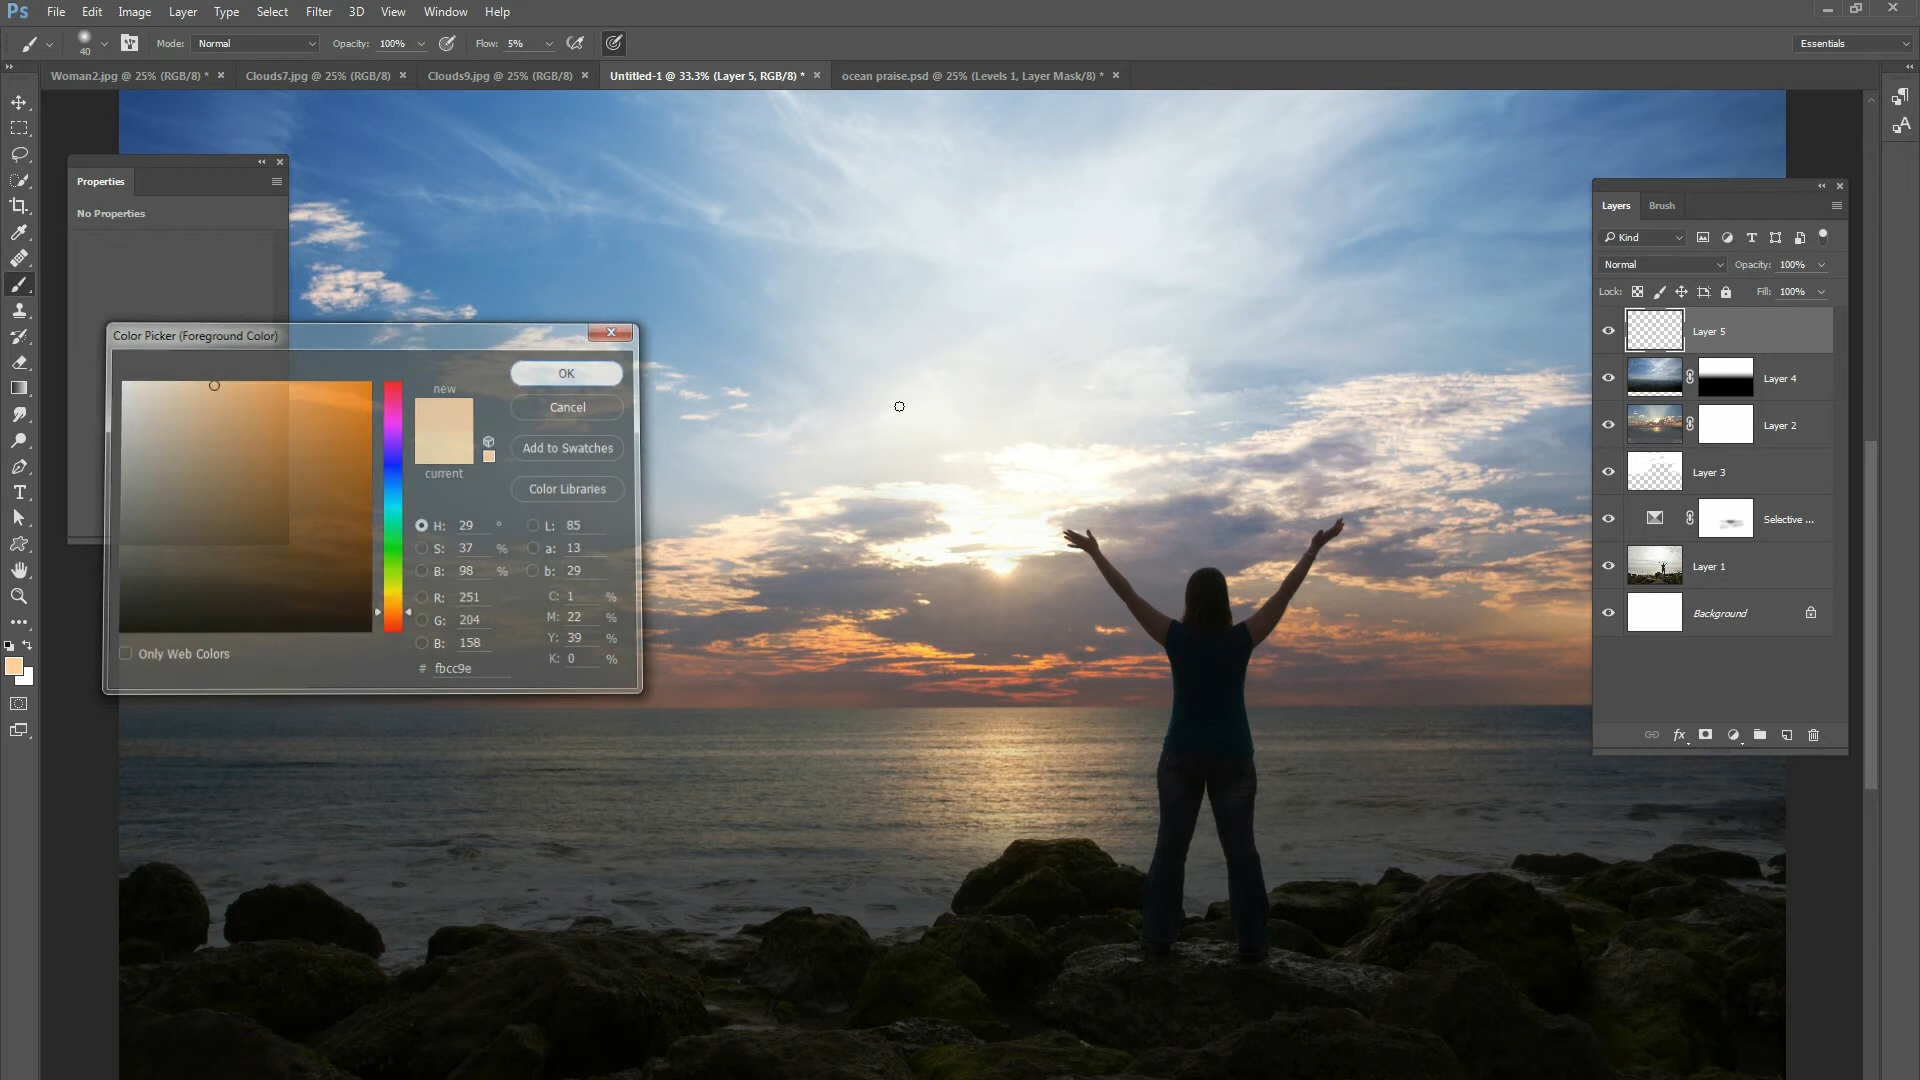 Ps File Edit Image Layer Type Select Filter 3D View Window Help
40 Mode: Normal Opacity: 100% Flow: 5% Essentials
Woman2.jpg @ 25% (RGB/8) * × Clouds7.jpg @ 25% (RGB/8) × Clouds9.jpg @ 25% (RGB/8) × Untitled-1 @ 33.3% (Layer 5, RGB/8) * × ocean praise.psd @ 25% (Levels 1, Layer Mask/8) * ×
Properties
No Properties
Color Picker (Foreground Color)
OK
new
Cancel
Add to Swatches
current
Color Libraries
H: 29 ° L: 85
S: 37 % a: 13
B: 98 % b: 29
R: 251 C: 1 %
G: 204 M: 22 %
B: 158 Y: 39 %
K: 0 %
Only Web Colors
# fbcc9e
Layers Brush
Kind
Normal Opacity: 100%
Lock: Fill: 100%
Layer 5
Layer 4
Layer 2
Layer 3
Selective ...
Layer 1
Background
fx